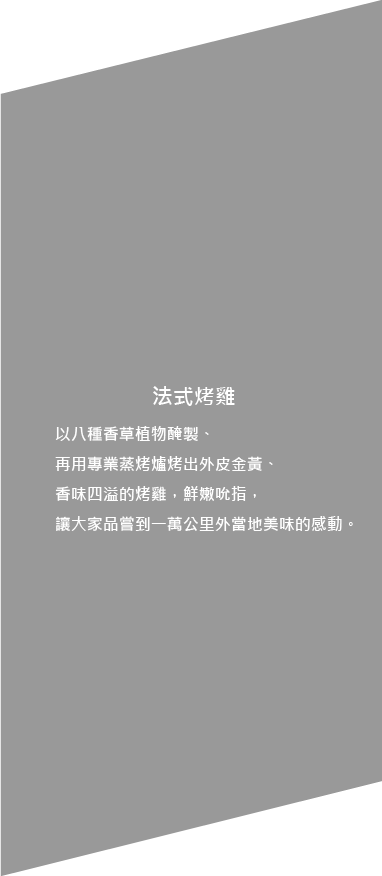 法式烤雞
以八種香草植物醃製、
再用專業蒸烤爐烤出外皮金黃、
香味四溢的烤雞，鮮嫩吮指，
讓大家品嘗到一萬公里外當地美味的感動。